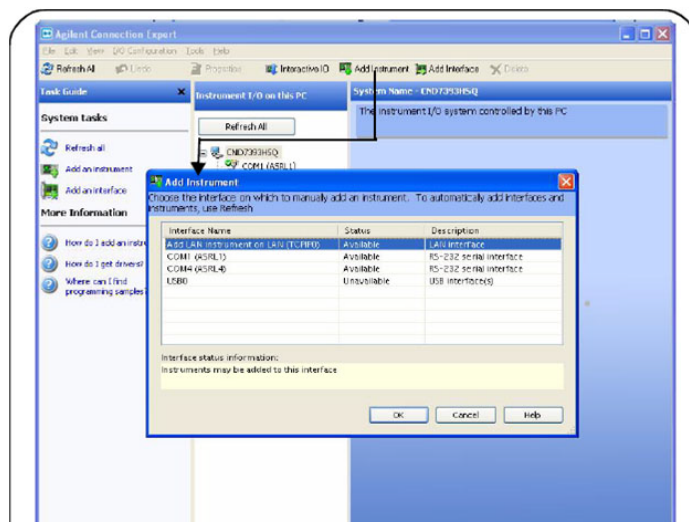 Agilent Connection Expert
File Edit View I/O Configuration Tools Help
Refresh All Undo Properties Interactive IO Add Instrument Add Interface Delete
Task Guide
Instrument I/O on this PC
System Name - CND7393HSQ
System tasks
Refresh All
The instrument I/O system controlled by this PC
Refresh all
CND7393HSQ
Add an instrument
COM1 (ASRL1)
Add an interface
More Information
How do I add an instru
How do I get drivers?
Where can I find
programming samples?
Add Instrument
Choose the interface on which to manualy add an instrument. To automatically add interfaces and
instruments, use Refresh
Interface Name Status Description
Add LAN instrument on LAN (TCPIP0) Available LAN interface
COM1 (ASRL1) Available RS-232 serial interface
COM4 (ASRL4) Available RS-232 serial interface
USB0 Unavailable USB interface(s)
Interface status information:
Instruments may be added to this interface
OK Cancel Help